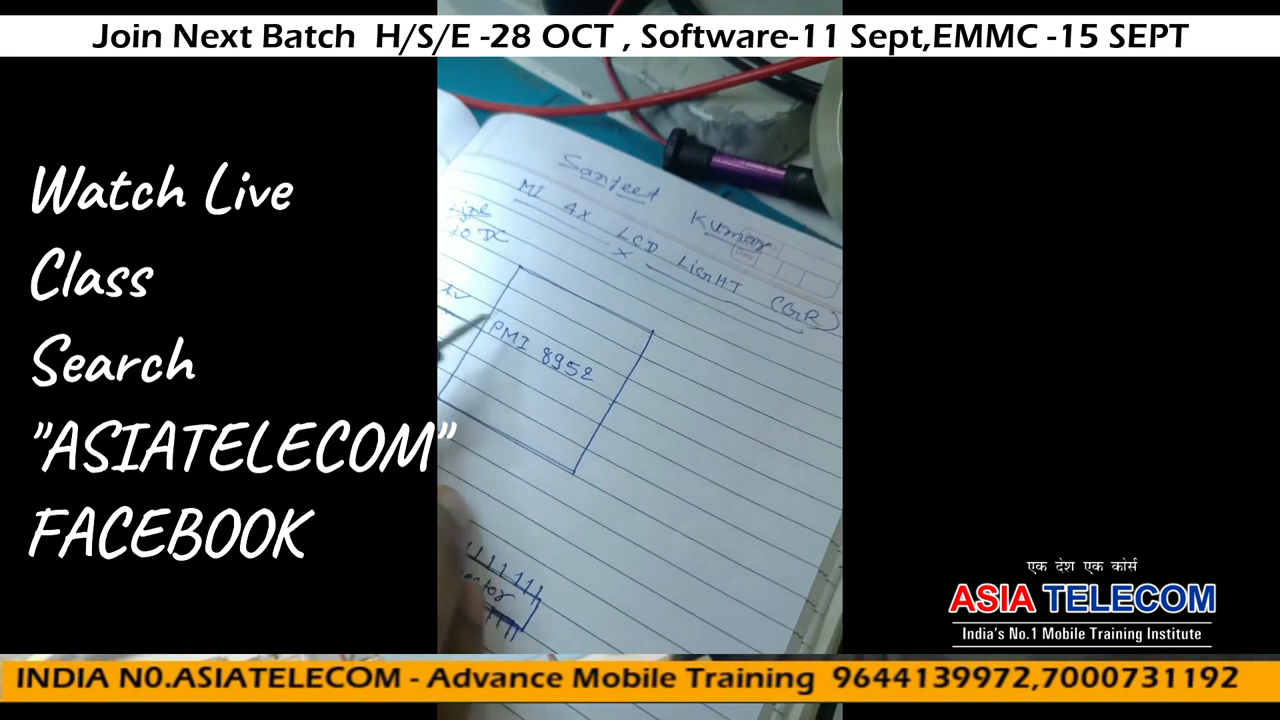 Join Next Batch H/S/E -28 OCT , Software-11 Sept,EMMC -15 SEPT
Watch Live
Class
Search
"ASIATELECOM"
FACEBOOK
Sanjeet Kumar
MI 4X LCD LIGHT (GR)
PMI 8952
एक देश एक कोर्स
ASIA TELECOM
India's No.1 Mobile Training Institute
INDIA N0.ASIATELECOM - Advance Mobile Training 9644139972,7000731192